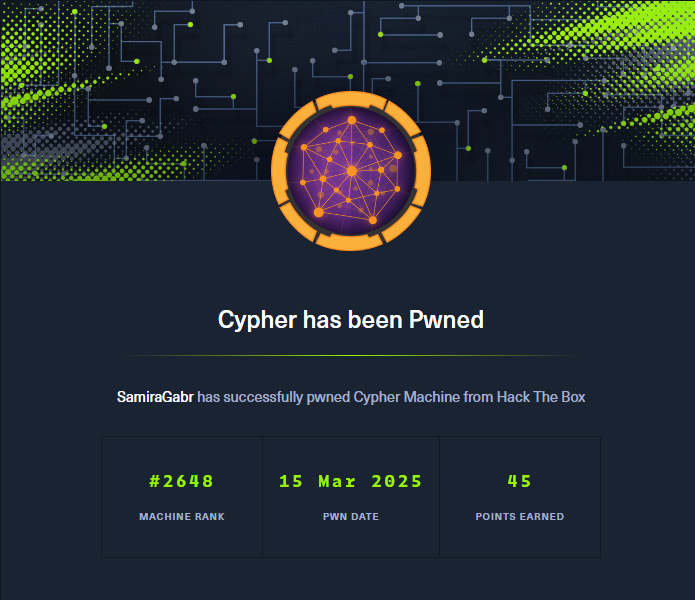 Cypher has been Pwned
SamiraGabr has successfully pwned Cypher Machine from Hack The Box
#2648 15 Mar 2025 45
MACHINE RANK PWN DATE POINTS EARNED